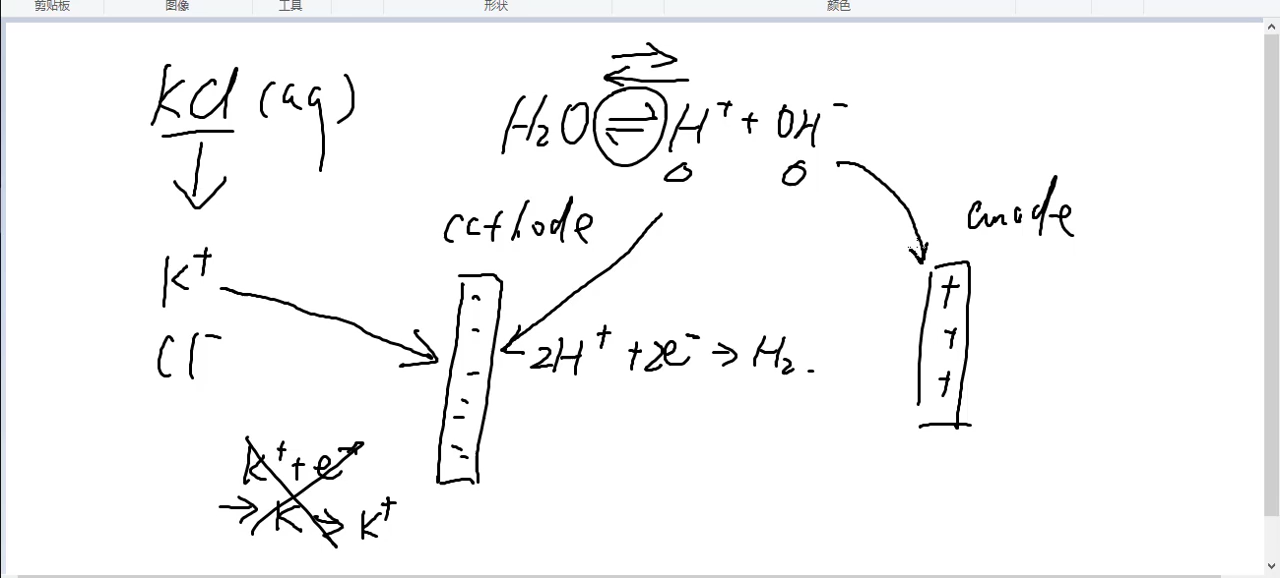 剪贴板 图像 工具 形状 颜色
KCl (aq)
H₂O ⇌ H⁺ + OH⁻
cathode
anode
K⁺
Cl⁻
2H⁺ + 2e⁻ → H₂.
K⁺ + e⁻
→ K → K⁺
- - - - - - -
+ + +